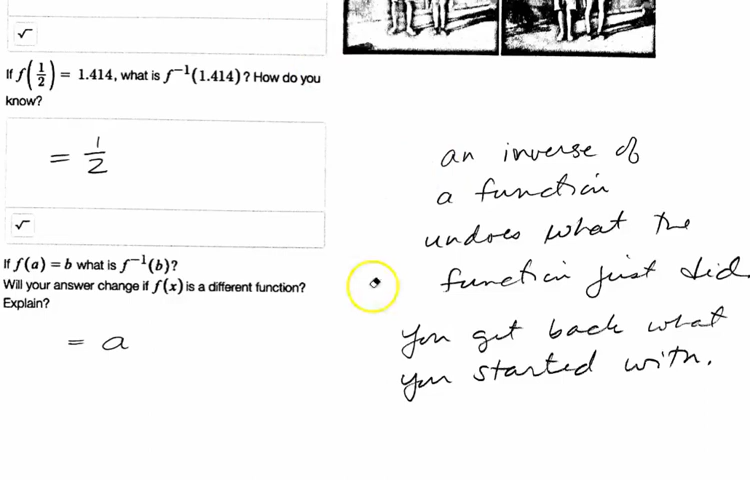 √
If f(1/2) = 1.414, what is f⁻¹(1.414)? How do you
know?
= 1/2
√
If f(a) = b what is f⁻¹(b)?
Will your answer change if f(x) is a different function?
Explain?
= a
an inverse of
a function
undoes what the
function just did
You get back what
you started with.